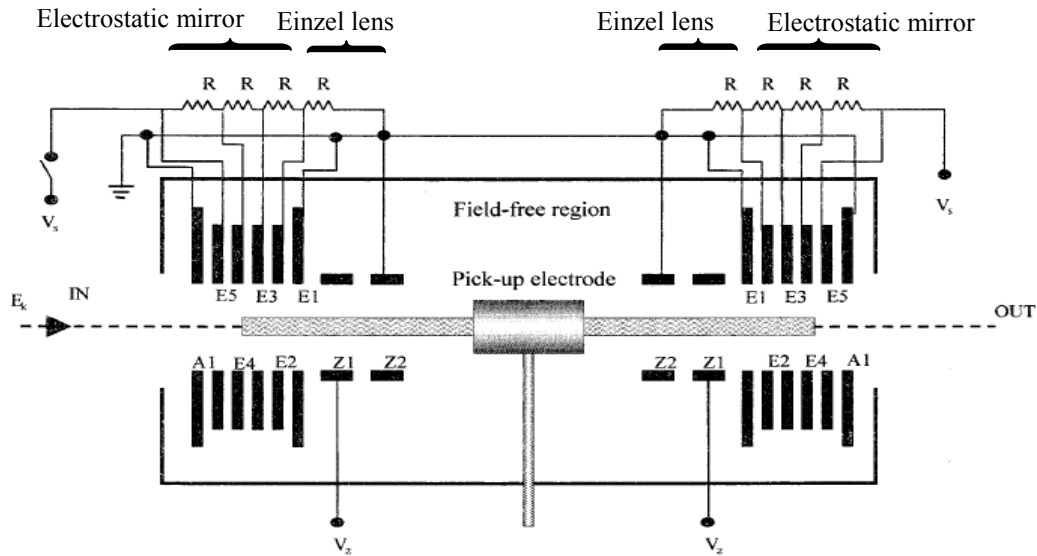 Electrostatic mirror Einzel lens Einzel lens Electrostatic mirror
R R R R R R R R
V_s Field-free region V_s
Pick-up electrode
E_k IN E5 E3 E1 E1 E3 E5 OUT
A1 E4 E2 Z1 Z2 Z2 Z1 E2 E4 A1
V_z V_z